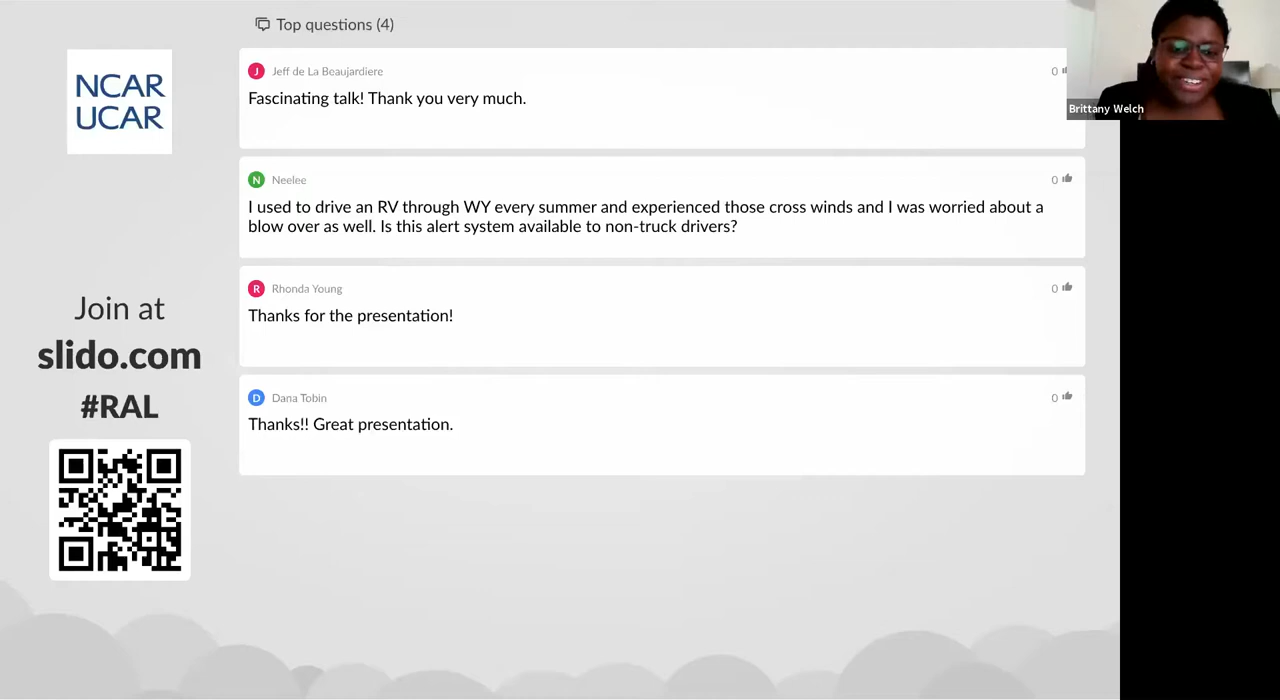 Top questions (4)
NCAR
UCAR
Join at
slido.com
#RAL
J Jeff de La Beaujardiere 0
Fascinating talk! Thank you very much.
N Neelee 0
I used to drive an RV through WY every summer and experienced those cross winds and I was worried about a
blow over as well. Is this alert system available to non-truck drivers?
R Rhonda Young 0
Thanks for the presentation!
D Dana Tobin 0
Thanks!! Great presentation.
Brittany Welch